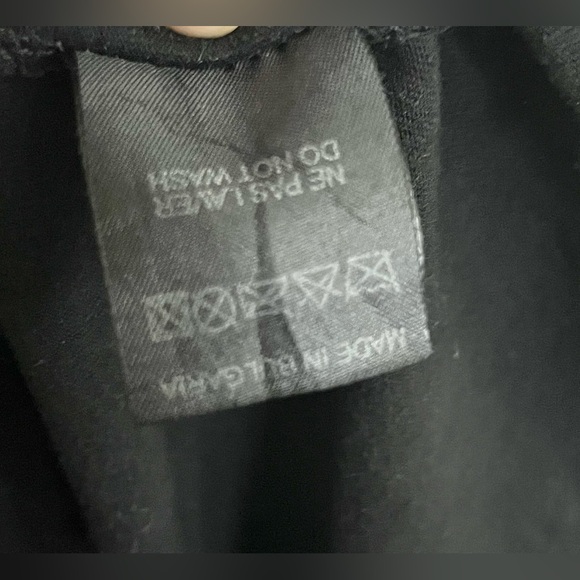 MADE IN BULGARIA
NE PAS LAVER
DO NOT WASH